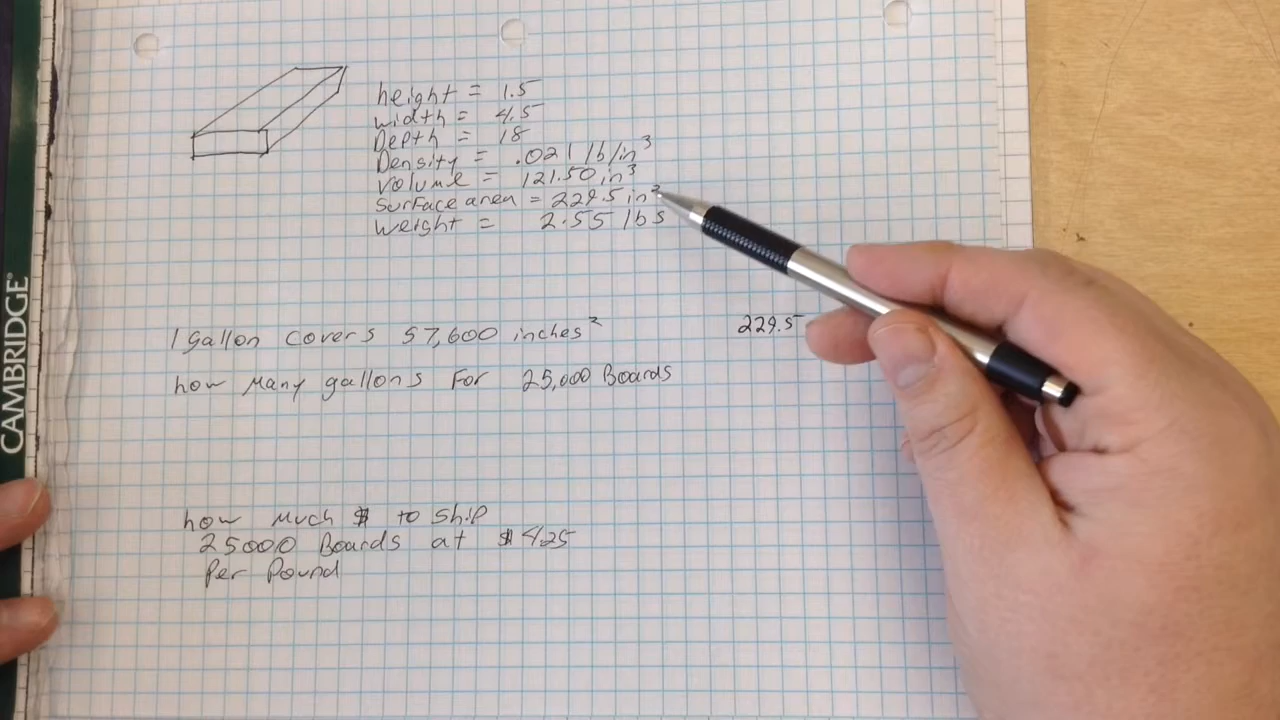 CAMBRIDGE®
height = 1.5
width = 4.5
Depth = 18
Density = .021 lb/in³
Volume = 121.50 in³
Surface area = 229.5 in²
Weight = 2.55 lbs
1 gallon covers 57,600 inches²
229.5
how many gallons For 25,000 Boards
how much $ to Ship
25000 Boards at $4.25
Per Pound